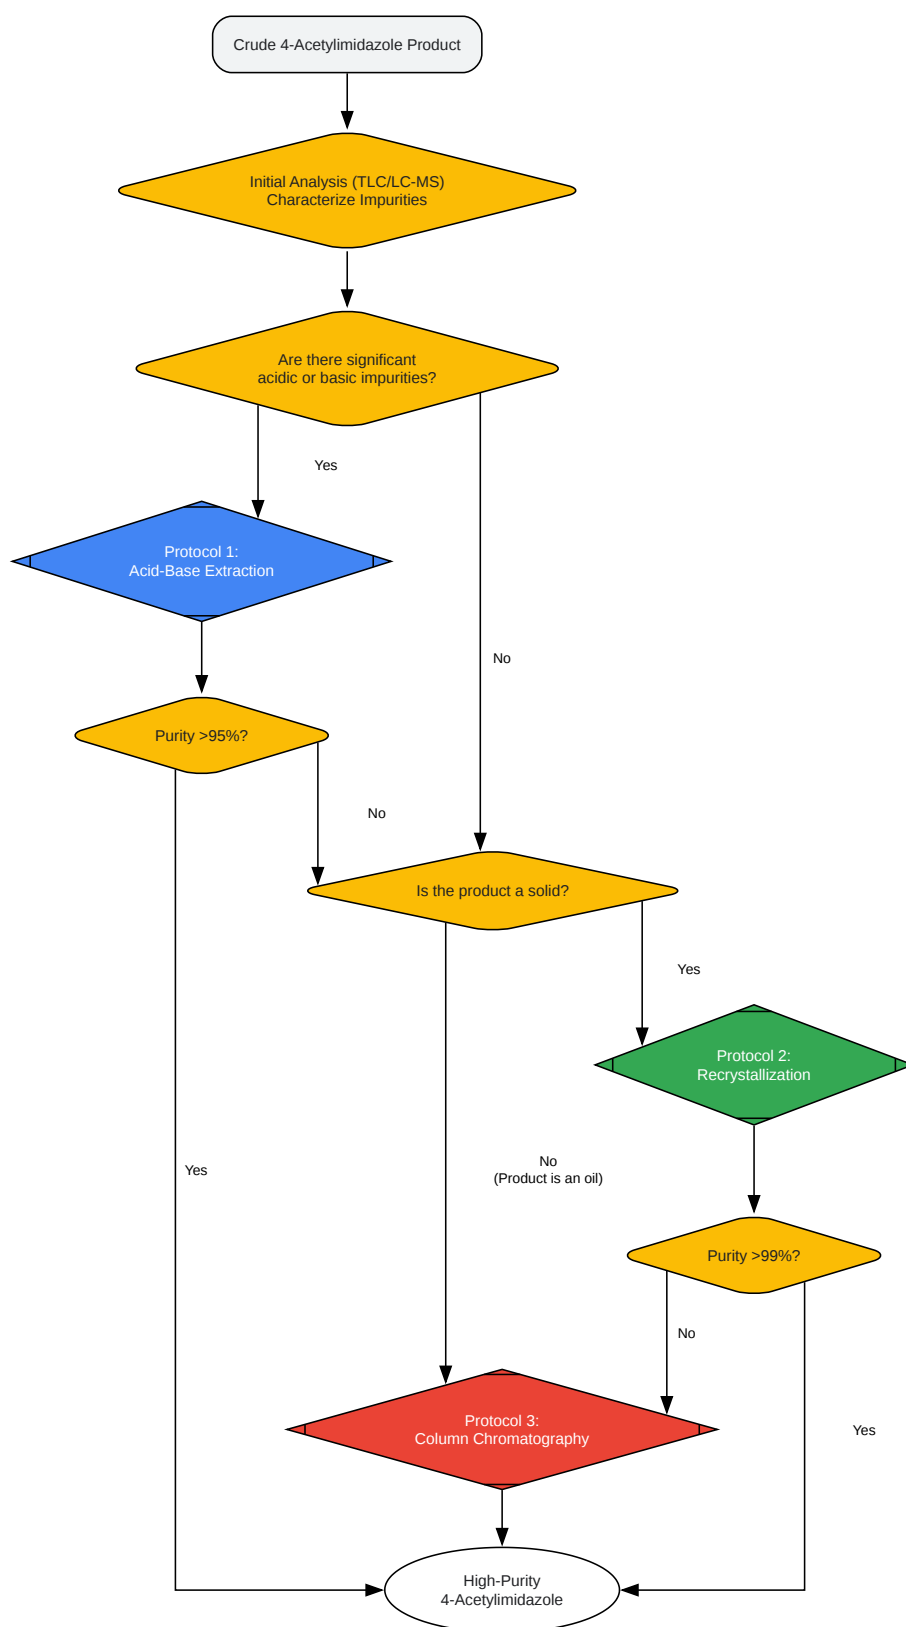 Crude 4-Acetylimidazole Product
Initial Analysis (TLC/LC-MS)
Characterize Impurities
Are there significant
acidic or basic impurities?
Yes
Protocol 1:
Acid-Base Extraction
No
Purity >95%?
No
Is the product a solid?
Yes
Protocol 2:
Recrystallization
No
(Product is an oil)
Yes
Purity >99%?
No
Protocol 3:
Column Chromatography
Yes
High-Purity
4-Acetylimidazole